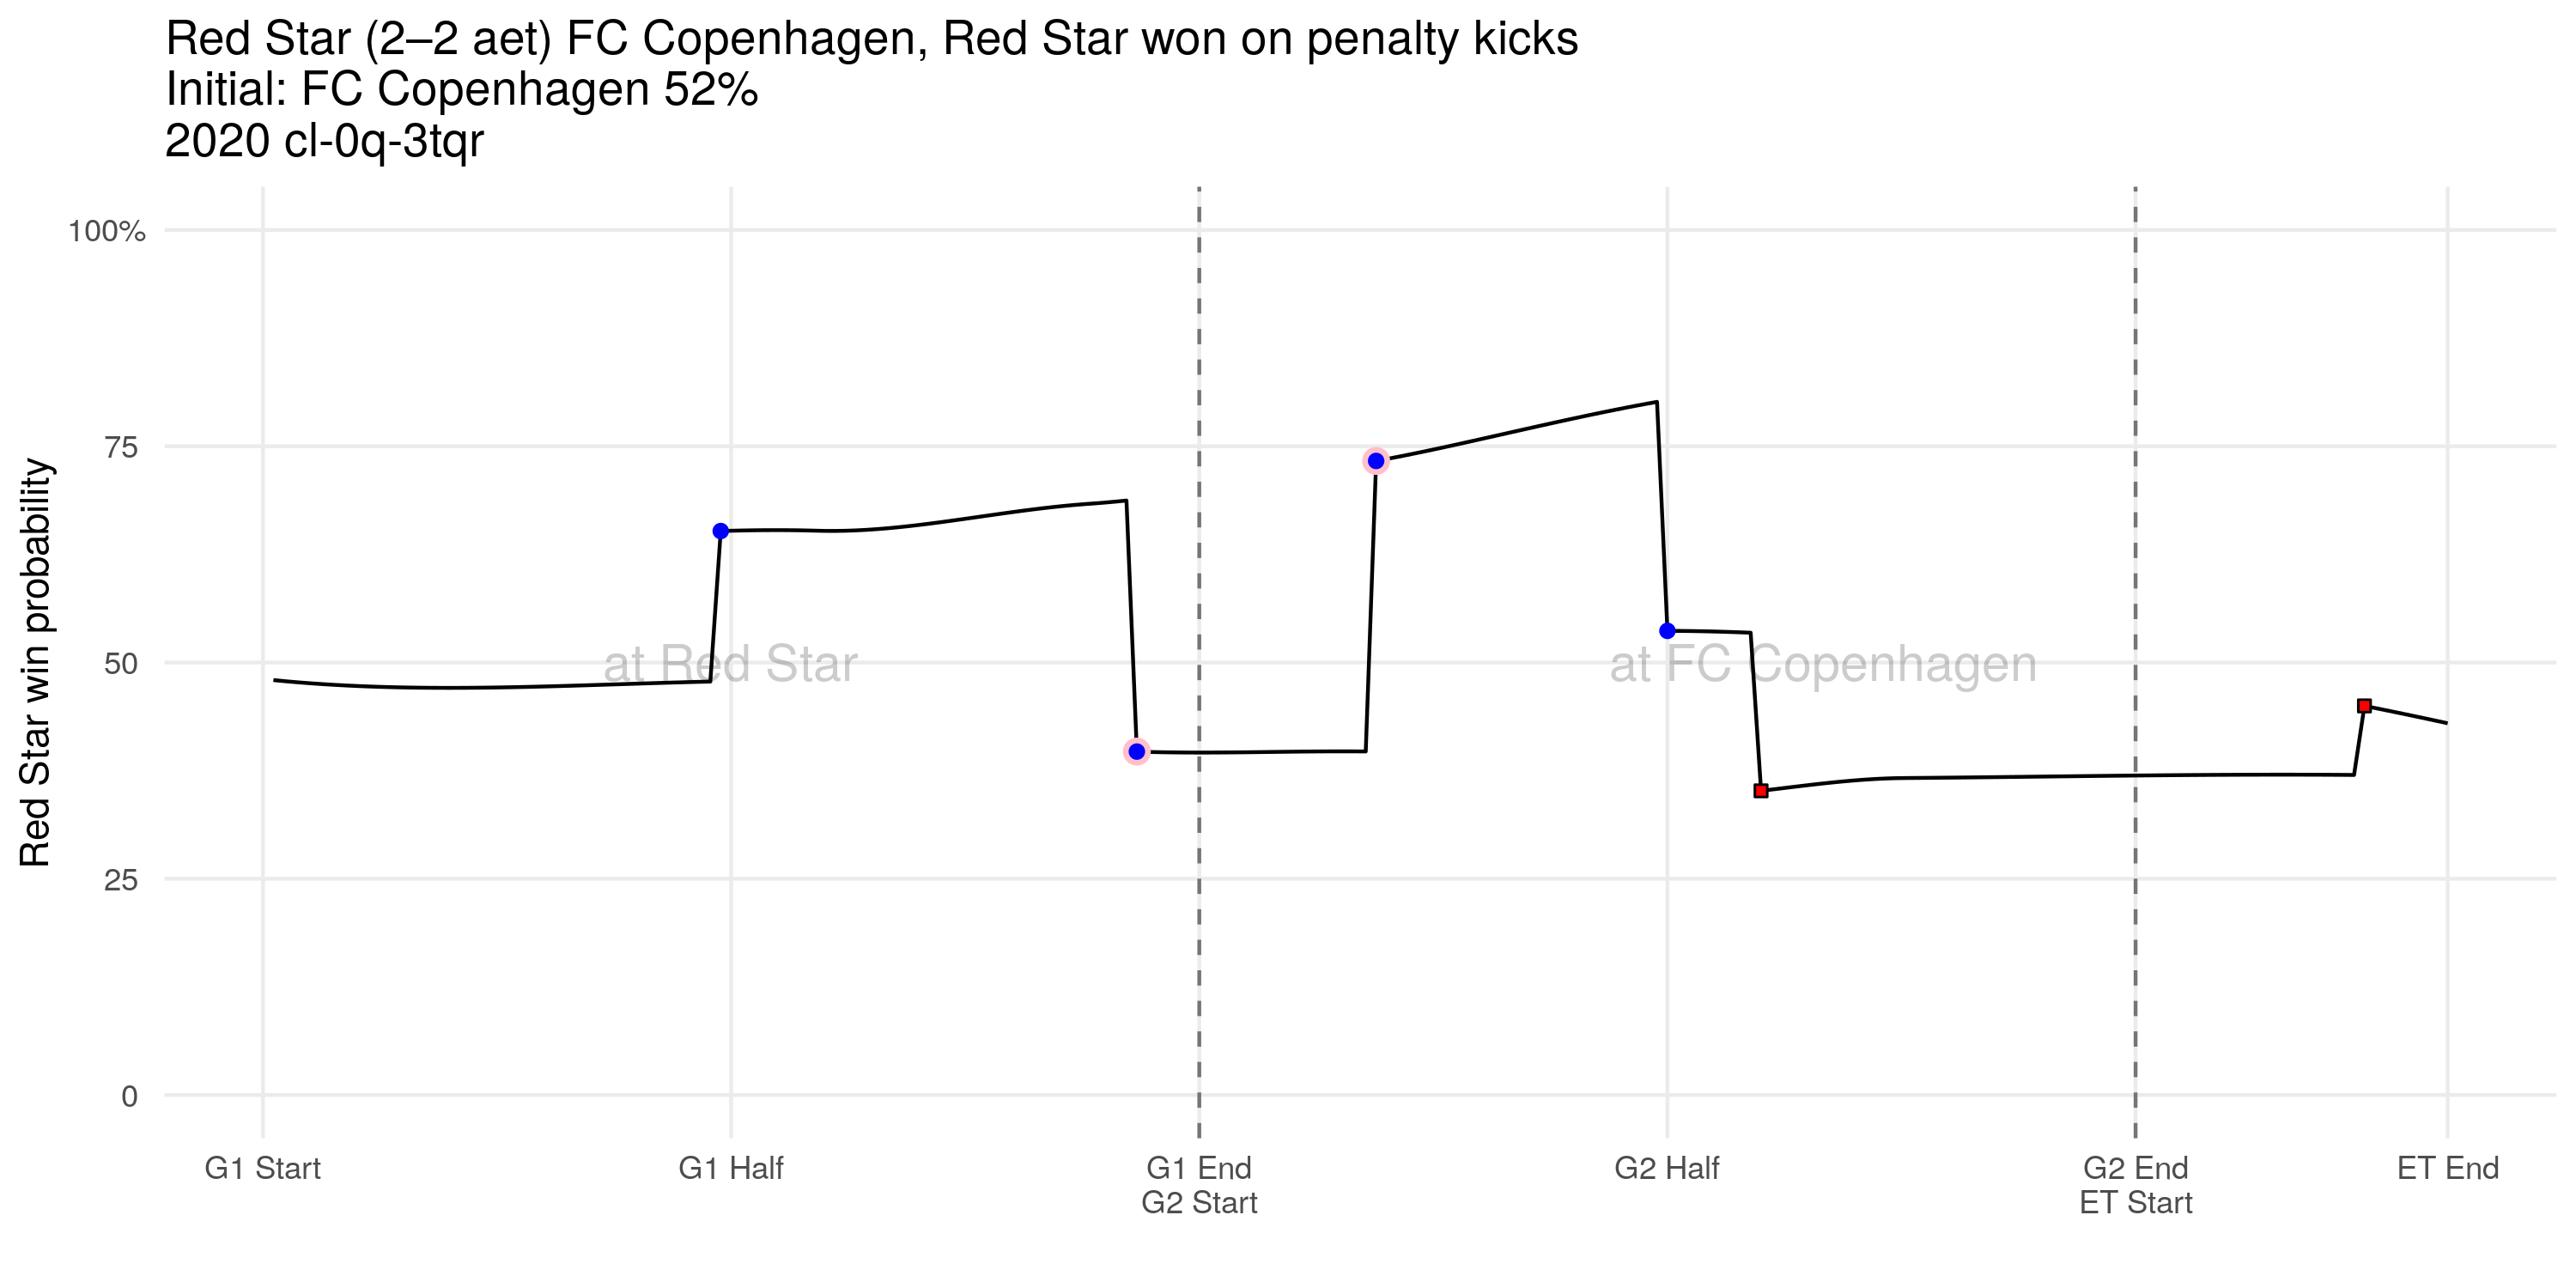 Red Star (2–2 aet) FC Copenhagen, Red Star won on penalty kicks
Initial: FC Copenhagen 52%
2020 cl-0q-3tqr
Red Star win probability
100%
75
50
25
0
at Red Star
at FC Copenhagen
G1 Start
G1 Half
G1 End
G2 Start
G2 Half
G2 End
ET Start
ET End